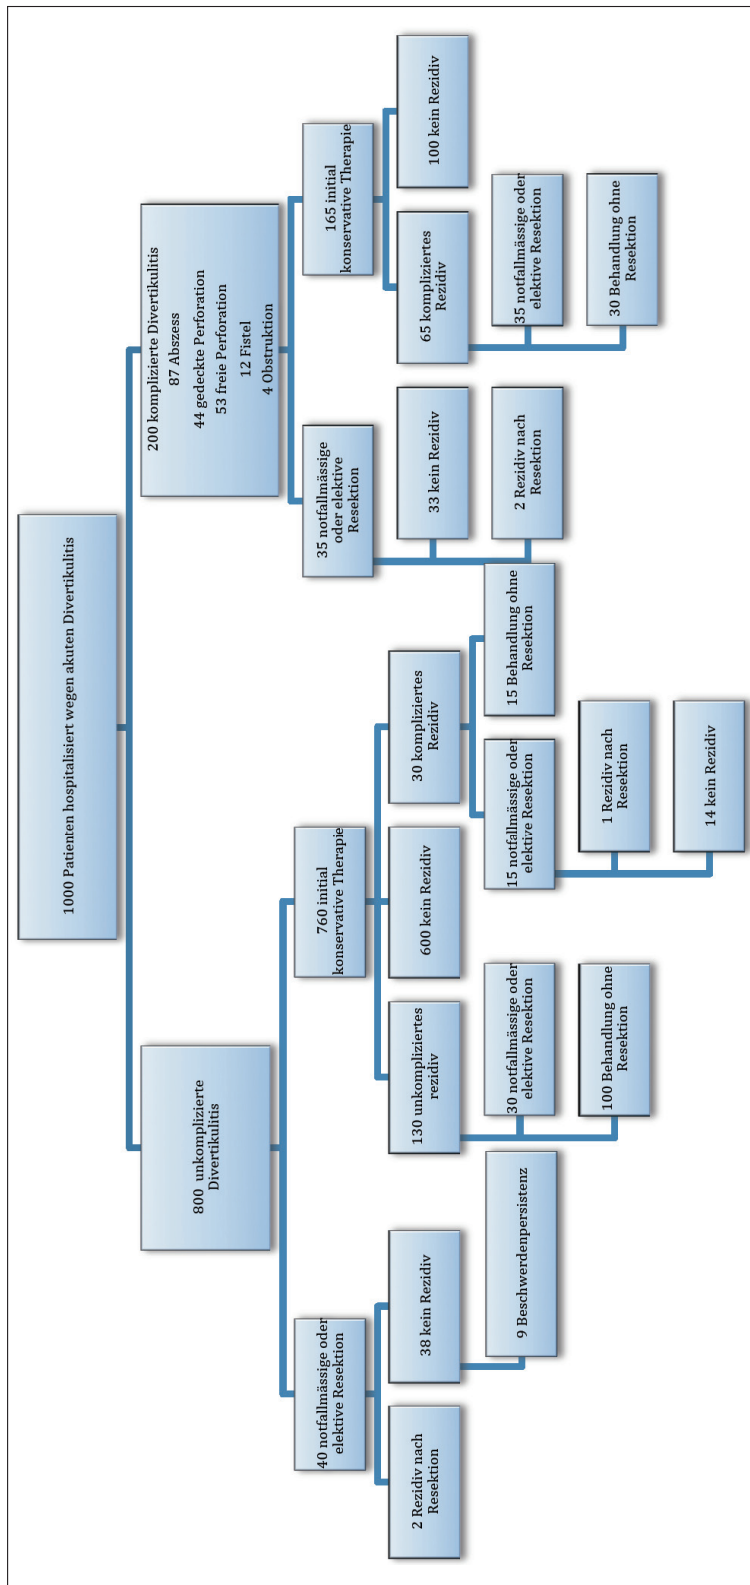 1000 Patienten hospitalisiert wegen akuten Divertikulitis
800 unkomplizierte
Divertikulitis
200 komplizierte Divertikulitis
87 Abszess
44 gedeckte Perforation
53 freie Perforation
12 Fistel
4 Obstruktion
40 notfallmässige oder
elektive Resektion
760 initial
konservative Therapie
35 notfallmässige
oder elektive
Resektion
165 initial
konservative Therapie
2 Rezidiv nach
Resektion
38 kein Rezidiv
130 unkompliziertes
rezidiv
600 kein Rezidiv
30 kompliziertes
Rezidiv
33 kein Rezidiv
65 kompliziertes
Rezidiv
100 kein Rezidiv
9 Beschwerdenpersistenz
30 notfallmässige oder
elektive Resektion
15 notfallmässige oder
elektive Resektion
15 Behandlung ohne
Resektion
2 Rezidiv nach
Resektion
35 notfallmässige oder
elektive Resektion
100 Behandlung ohne
Resektion
1 Rezidiv nach
Resektion
30 Behandlung ohne
Resektion
14 kein Rezidiv